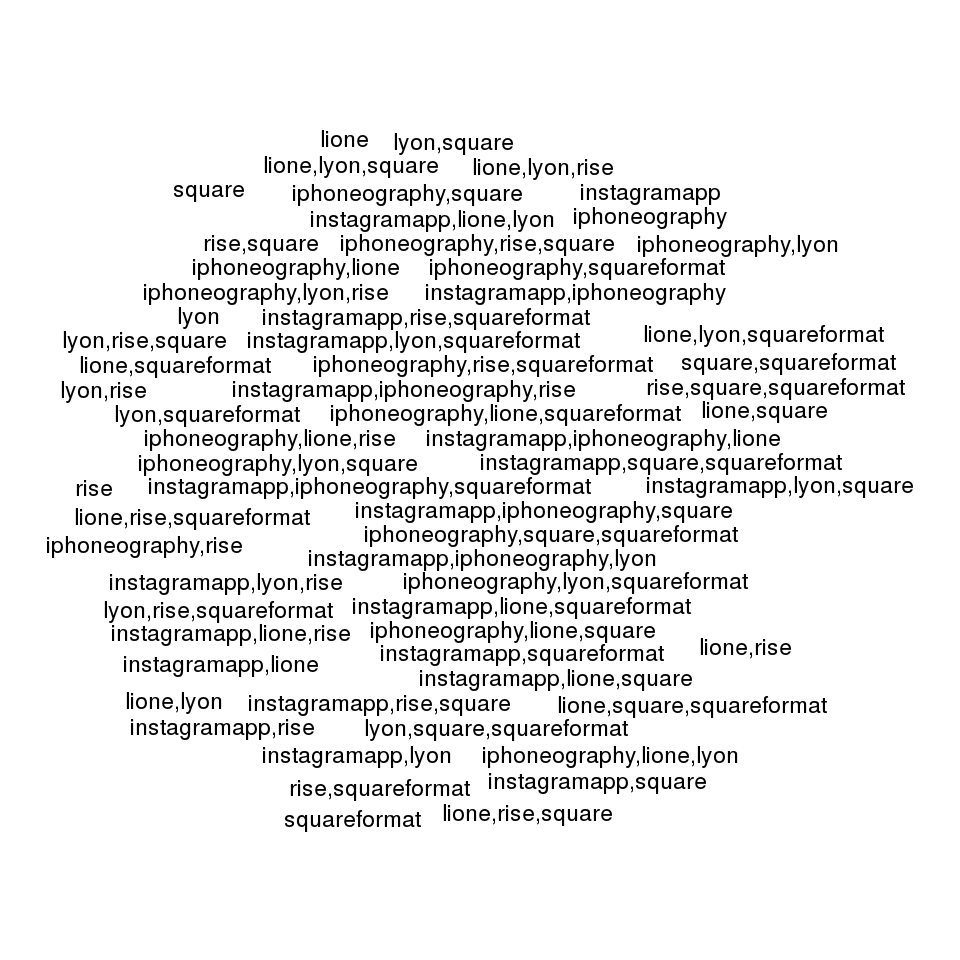 lione lyon,square
lione,lyon,square lione,lyon,rise
square iphoneography,square instagramapp
instagramapp,lione,lyon iphoneography
rise,square iphoneography,rise,square iphoneography,lyon
iphoneography,lione iphoneography,squareformat
iphoneography,lyon,rise instagramapp,iphoneography
lyon instagramapp,rise,squareformat
lyon,rise,square instagramapp,lyon,squareformat lione,lyon,squareformat
lione,squareformat iphoneography,rise,squareformat square,squareformat
lyon,rise instagramapp,iphoneography,rise rise,square,squareformat
lyon,squareformat iphoneography,lione,squareformat lione,square
iphoneography,lione,rise instagramapp,iphoneography,lione
iphoneography,lyon,square instagramapp,square,squareformat
rise instagramapp,iphoneography,squareformat instagramapp,lyon,square
lione,rise,squareformat instagramapp,iphoneography,square
iphoneography,square,squareformat
iphoneography,rise
instagramapp,iphoneography,lyon
instagramapp,lyon,rise iphoneography,lyon,squareformat
lyon,rise,squareformat instagramapp,lione,squareformat
instagramapp,lione,rise iphoneography,lione,square
instagramapp,squareformat lione,rise
instagramapp,lione
instagramapp,lione,square
lione,lyon instagramapp,rise,square lione,square,squareformat
instagramapp,rise lyon,square,squareformat
instagramapp,lyon iphoneography,lione,lyon
rise,squareformat instagramapp,square
squareformat lione,rise,square